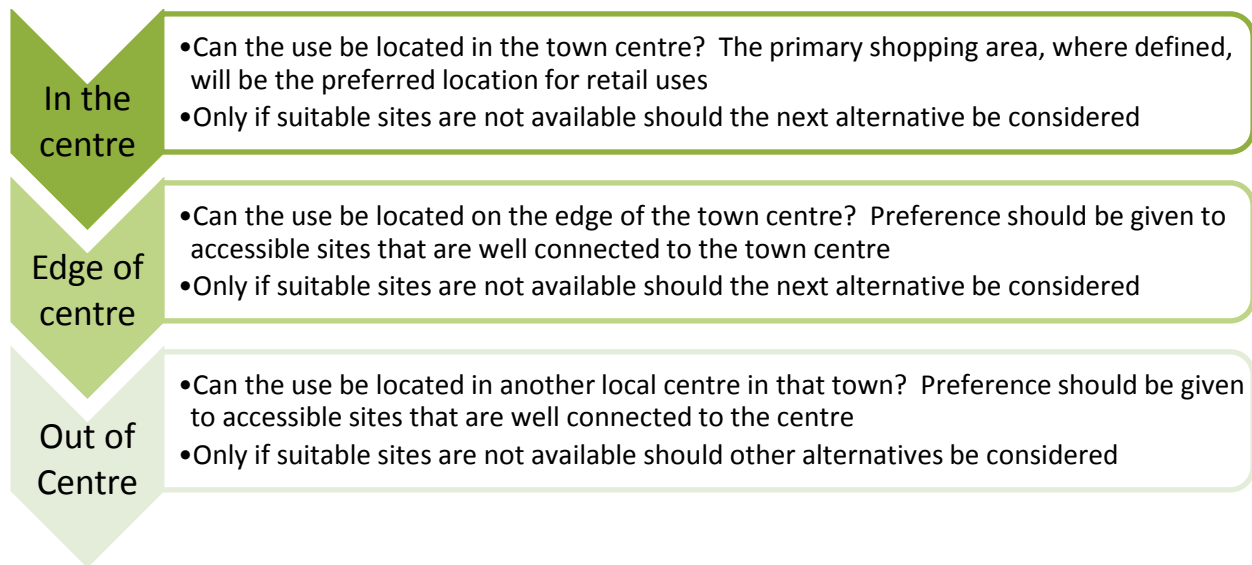 In the
centre
•Can the use be located in the town centre?  The primary shopping area, where defined,
will be the preferred location for retail uses
•Only if suitable sites are not available should the next alternative be considered
Edge of
centre
•Can the use be located on the edge of the town centre?  Preference should be given to
accessible sites that are well connected to the town centre
•Only if suitable sites are not available should the next alternative be considered
Out of
Centre
•Can the use be located in another local centre in that town?  Preference should be given
to accessible sites that are well connected to the centre
•Only if suitable sites are not available should other alternatives be considered